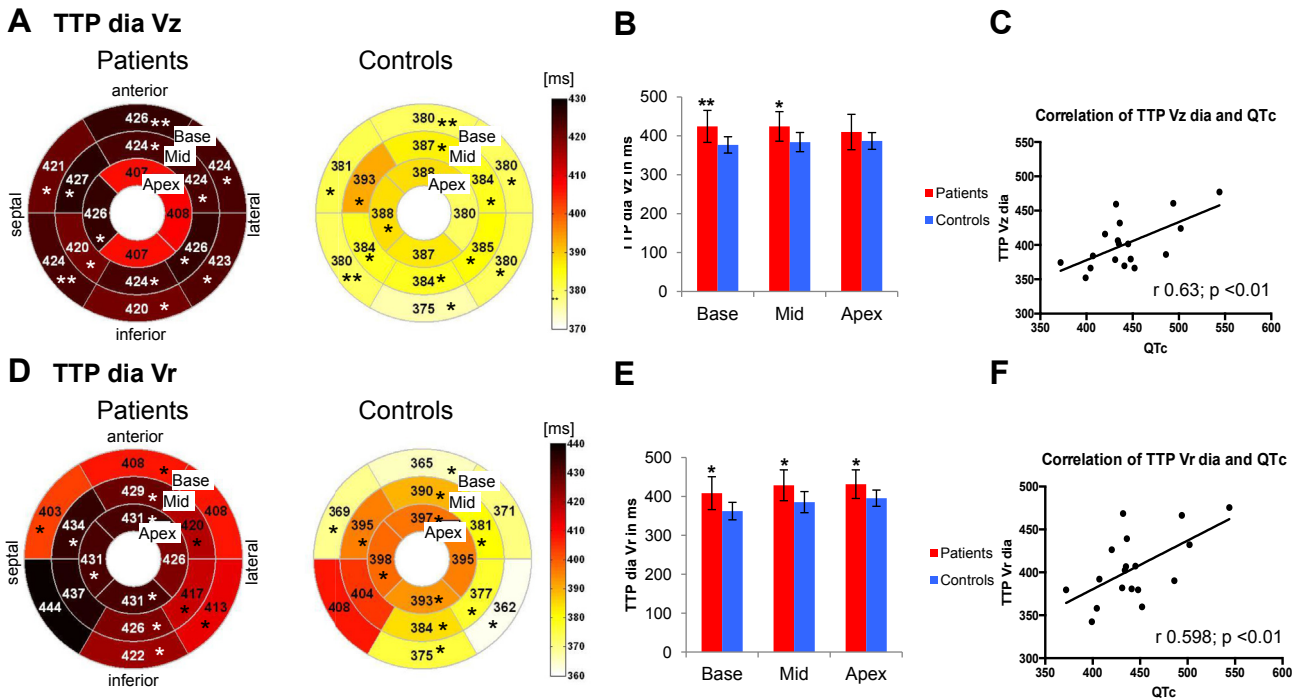 A TTP dia Vz
Patients
Controls
anterior
[ms]
426 **
Base
424 *
Mid
407
Apex
421 *
427 *
424 *
424 *
septal
426 *
408
lateral
424 **
420 *
426 *
423 *
407
424 *
420 *
inferior
380 **
Base
387 *
Mid
388
Apex
381 *
393 *
384 *
380 *
388 *
380
380 **
384 *
385 *
380 *
387
384 *
375 *
430
420
410
400
390
380
370
B
500
400
300
200
100
0
TTP dia Vz in ms
** *
Base Mid Apex
Patients
Controls
C
Correlation of TTP Vz dia and QTc
550
500
450
400
350
300
TTP Vz dia
r 0.63; p <0.01
350 400 450 500 550 600
QTc
D TTP dia Vr
Patients
Controls
anterior
[ms]
408 *
Base
429 *
Mid
431 *
Apex
403 *
434 *
420 *
408
septal
431 *
426
lateral
444
437
417 *
413 *
431 *
426 *
422 *
inferior
365 *
Base
390 *
Mid
397 *
Apex
369 *
395 *
381 *
371
398 *
395
408
404
377 *
362 *
393 *
384 *
375 *
440
430
420
410
400
390
380
370
360
E
500
400
300
200
100
0
TTP dia Vr in ms
* * *
Base Mid Apex
Patients
Controls
F
Correlation of TTP Vr dia and QTc
500
450
400
350
300
TTP Vr dia
r 0.598; p <0.01
350 400 450 500 550 600
QTc